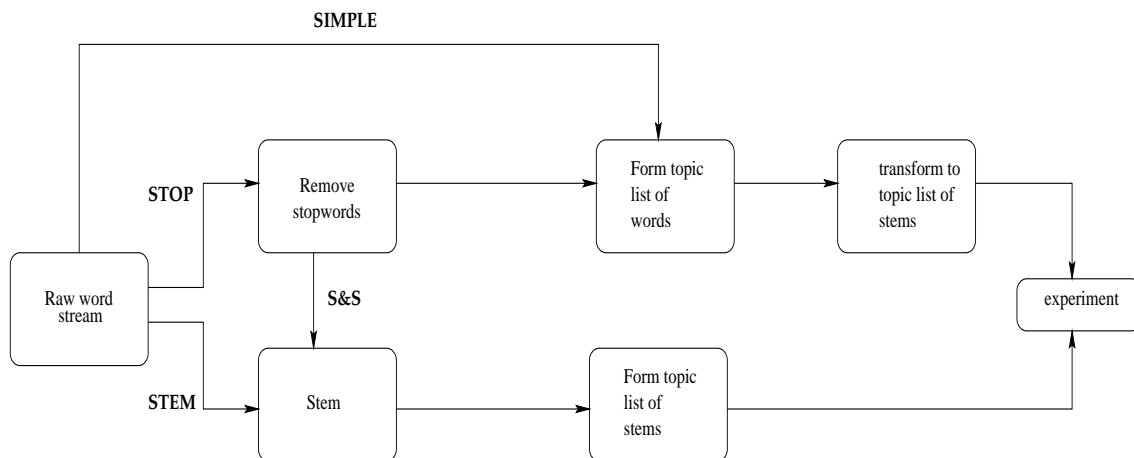 SIMPLE
STOP
Remove
stopwords
Form topic
list of
words
transform to
topic list of
stems
Raw word
stream
S&S
experiment
STEM
Stem
Form topic
list of
stems